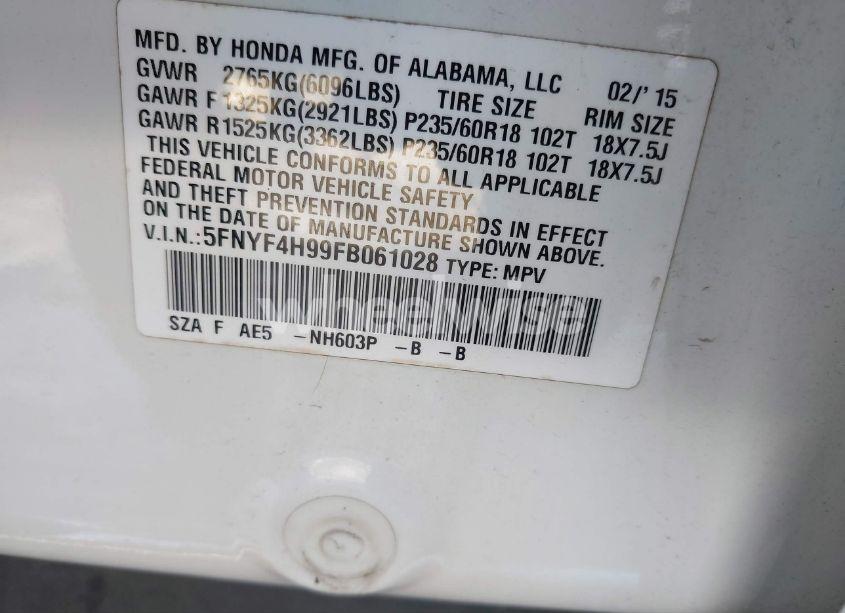 MFD. BY HONDA MFG. OF ALABAMA, LLC 02/' 15
GVWR 2765KG(6096LBS) TIRE SIZE RIM SIZE
GAWR F 1325KG(2921LBS) P235/60R18 102T 18X7.5J
GAWR R1525KG(3362LBS) P235/60R18 102T 18X7.5J
THIS VEHICLE CONFORMS TO ALL APPLICABLE
FEDERAL MOTOR VEHICLE SAFETY
AND THEFT PREVENTION STANDARDS IN EFFECT
ON THE DATE OF MANUFACTURE SHOWN ABOVE.
V.I.N.:5FNYF4H99FB061028 TYPE: MPV
wheelwise
SZA F AE5 -NH603P -B -B